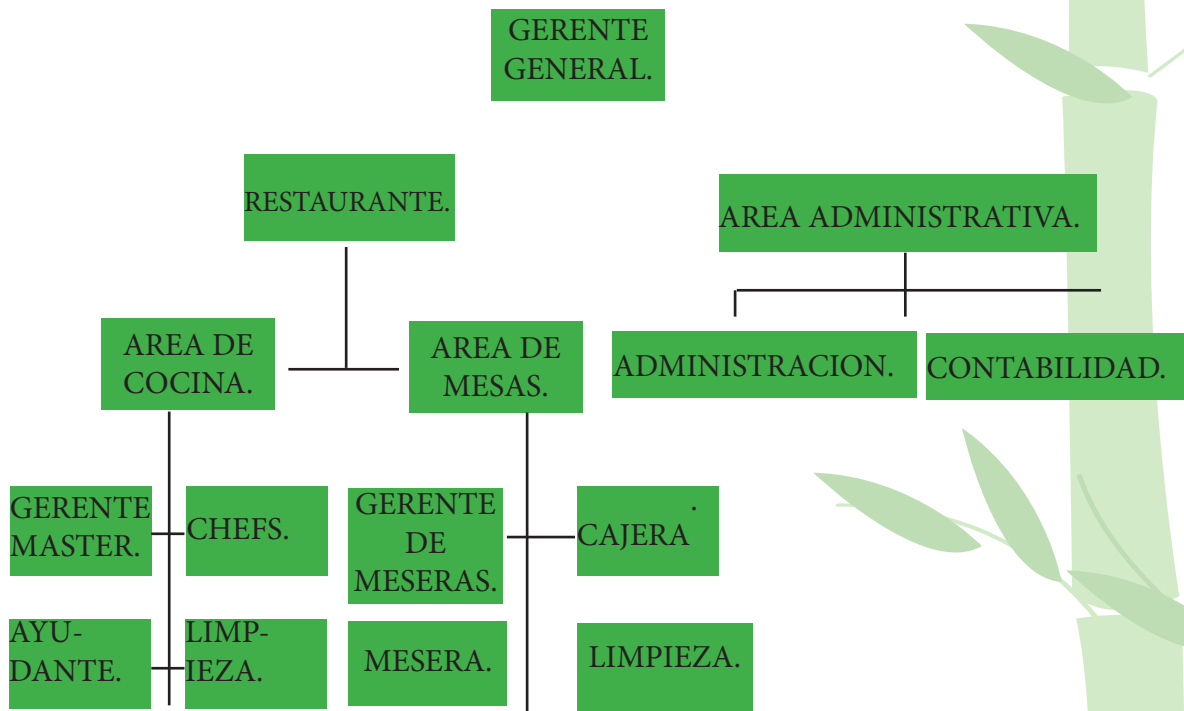 GERENTE
GENERAL.
RESTAURANTE.
AREA ADMINISTRATIVA.
AREA DE
COCINA.
AREA DE
MESAS.
ADMINISTRACION.
CONTABILIDAD.
GERENTE
MASTER.
CHEFS.
GERENTE
DE
MESERAS.
.
CAJERA
AYU-
DANTE.
LIMP-
IEZA.
MESERA.
LIMPIEZA.